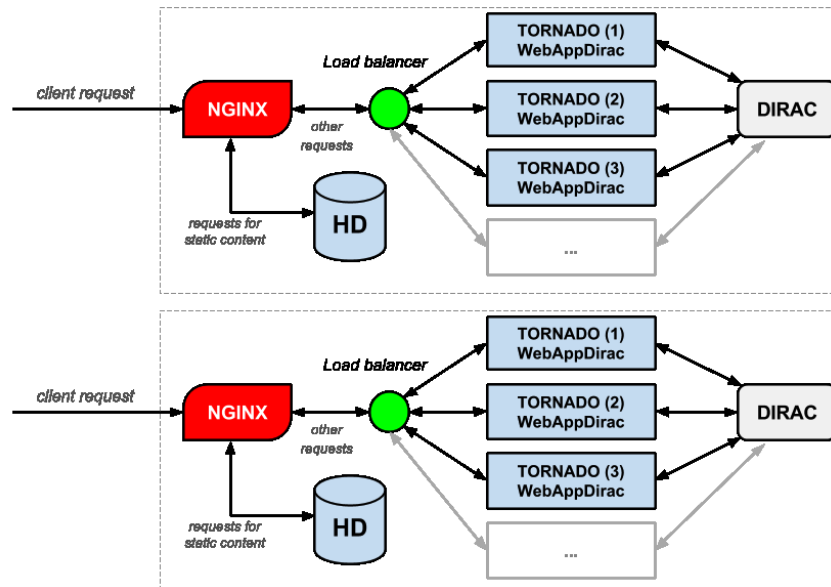 TORNADO (1)
WebAppDirac
Load balancer
client request
NGINX
TORNADO (2)
WebAppDirac
DIRAC
other
requests
TORNADO (3)
WebAppDirac
requests for
static content
HD
...
TORNADO (1)
WebAppDirac
Load balancer
client request
NGINX
TORNADO (2)
WebAppDirac
DIRAC
other
requests
TORNADO (3)
WebAppDirac
requests for
static content
HD
...